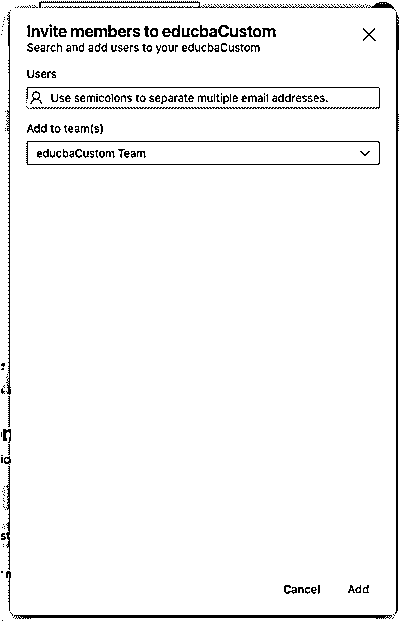 Invite members to educbaCustom
Search and add users to your educbaCustom
Users
Use semicolons to separate multiple email addresses.
Add to team(s)
educbaCustom Team
Cancel Add